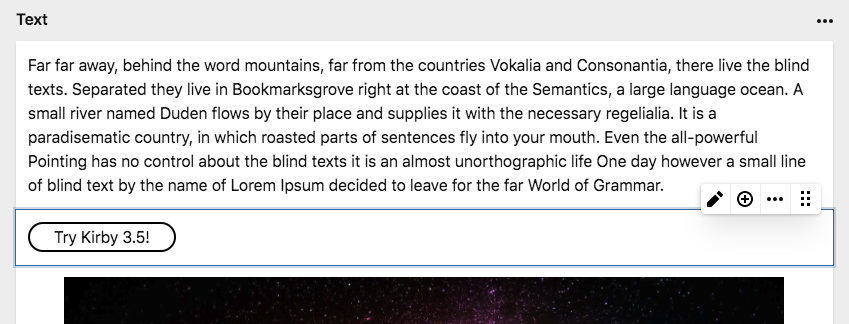 Text
Far far away, behind the word mountains, far from the countries Vokalia and Consonantia, there live the blind
texts. Separated they live in Bookmarksgrove right at the coast of the Semantics, a large language ocean. A
small river named Duden flows by their place and supplies it with the necessary regelialia. It is a
paradisematic country, in which roasted parts of sentences fly into your mouth. Even the all-powerful
Pointing has no control about the blind texts it is an almost unorthographic life One day however a small line
of blind text by the name of Lorem Ipsum decided to leave for the far World of Grammar.
Try Kirby 3.5!